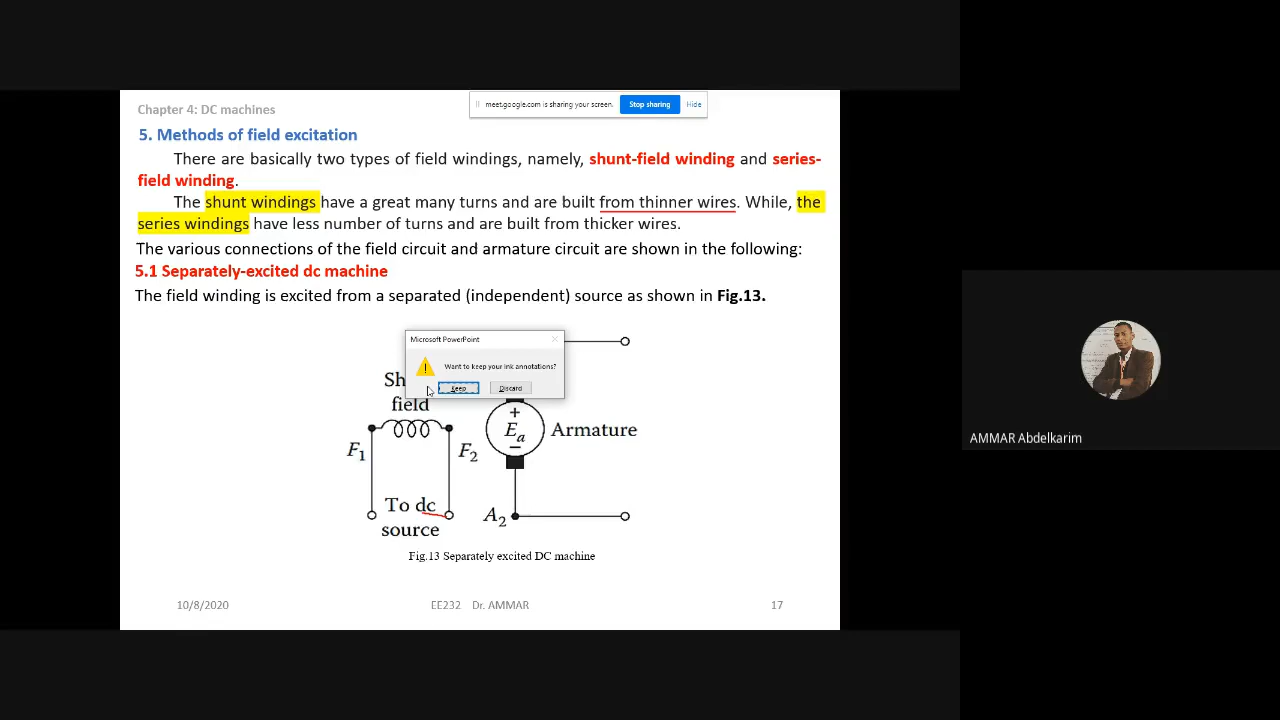 Chapter 4: DC machines
meet.google.com is sharing your screen. Stop sharing Hide
5. Methods of field excitation
There are basically two types of field windings, namely, shunt-field winding and series-
field winding.
The shunt windings have a great many turns and are built from thinner wires. While, the
series windings have less number of turns and are built from thicker wires.
The various connections of the field circuit and armature circuit are shown in the following:
5.1 Separately-excited dc machine
The field winding is excited from a separated (independent) source as shown in Fig.13.
Microsoft PowerPoint
Want to keep your ink annotations?
Keep Discard
Sh
field
+
Ea
−
Armature
F1
F2
To dc
source
A2
Fig.13 Separately excited DC machine
10/8/2020
EE232 Dr. AMMAR
17
AMMAR Abdelkarim